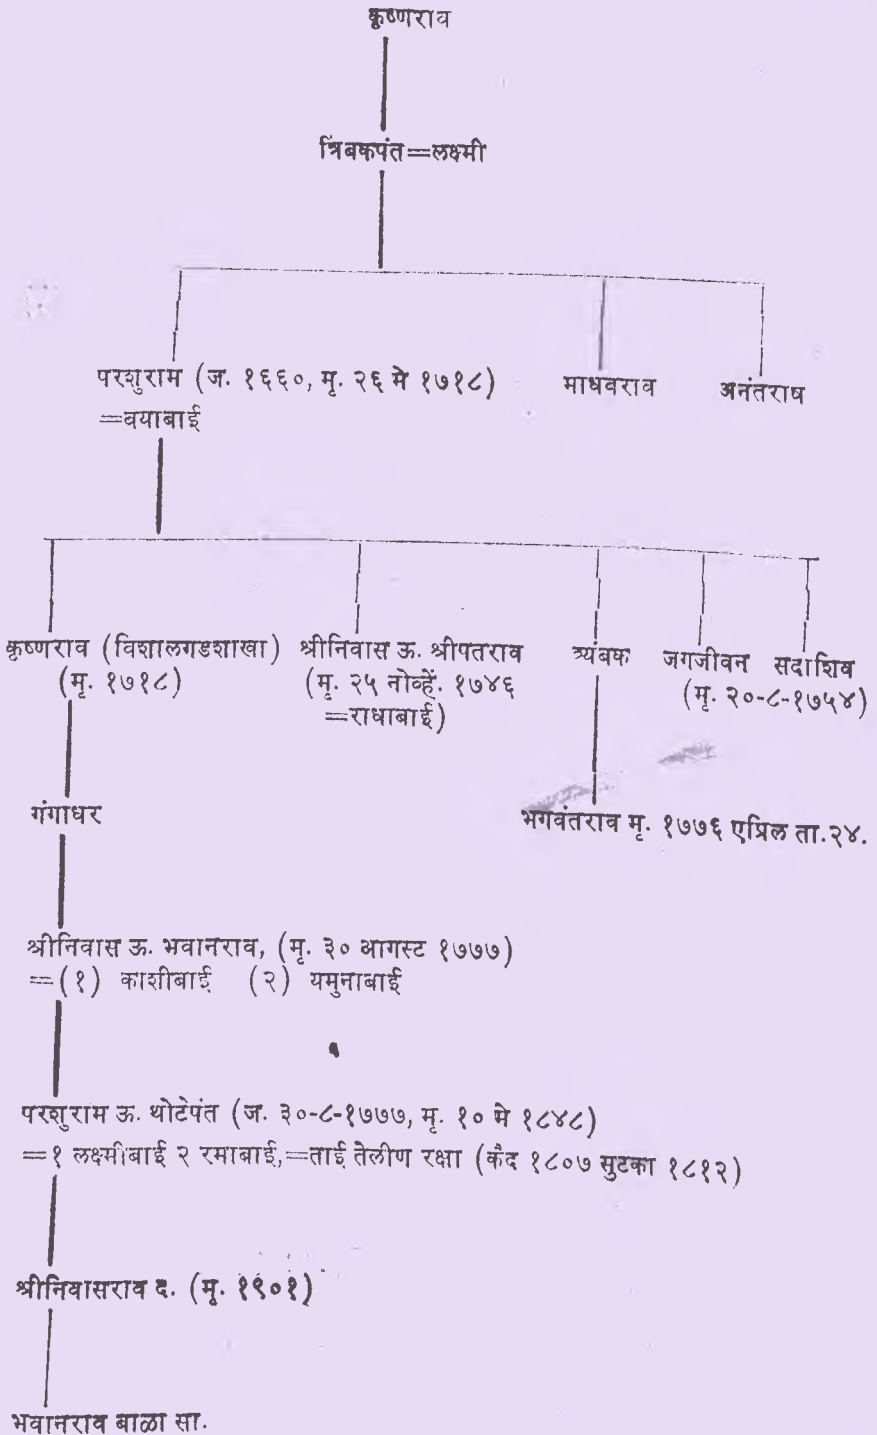 कृष्णराव
त्रिंबकपंत=लक्ष्मी
परशुराम (ज. १६६०, मृ. २६ मे १७१८)
=बयाबाई
माधवराव
अनंतराव
कृष्णराव (विशालगडशाखा)
(मृ. १७१८)
श्रीनिवास ऊ. श्रीपतराव
(मृ. २५ नोव्हें. १७४६
=राधाबाई)
त्र्यंबक
जगजीवन
(मृ. २०-८-१७५४)
सदाशिव
गंगाधर
भगवंतराव मृ. १७७६ एप्रिल ता.२४.
श्रीनिवास ऊ. भवानराव, (मृ. ३० आगस्ट १७७७)
=(१) काशीबाई (२) यमुनाबाई
परशुराम ऊ. थोटेपंत (ज. ३०-८-१७७७, मृ. १० मे १८४८)
=१ लक्ष्मीबाई २ रमाबाई,=ताई तेलीण रक्षा (कैद १८०७ सुटका १८१२)
श्रीनिवासराव द. (मृ. १९०१)
भवानराव बाळा सा.